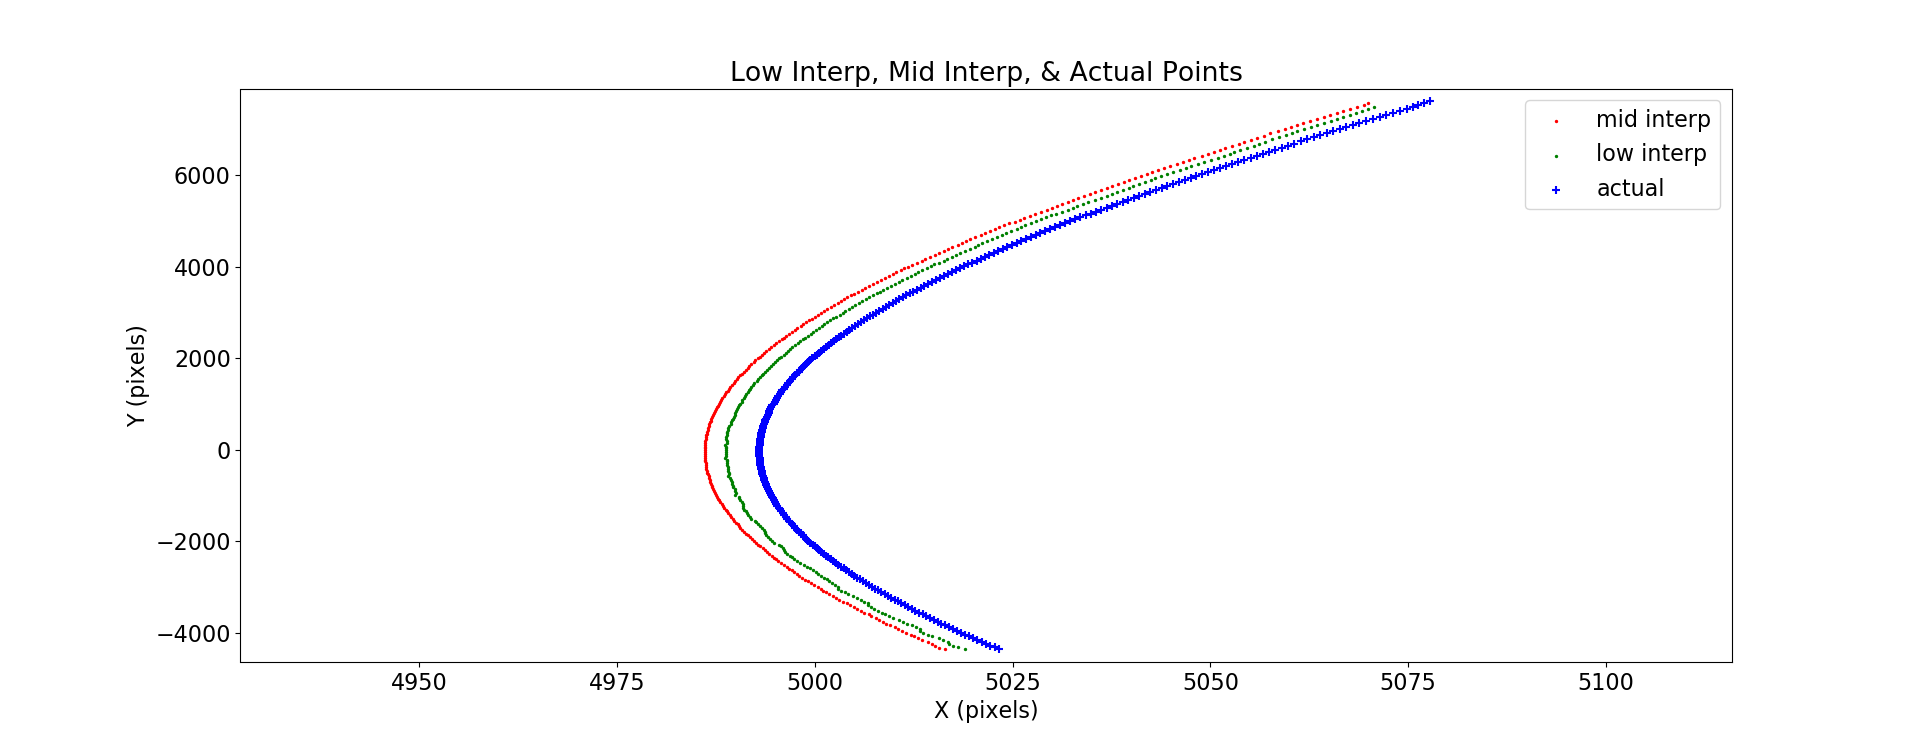 Low Interp, Mid Interp, & Actual Points
mid interp
low interp
actual
Y (pixels)
6000
4000
2000
0
−2000
−4000
4950 4975 5000 5025 5050 5075 5100
X (pixels)